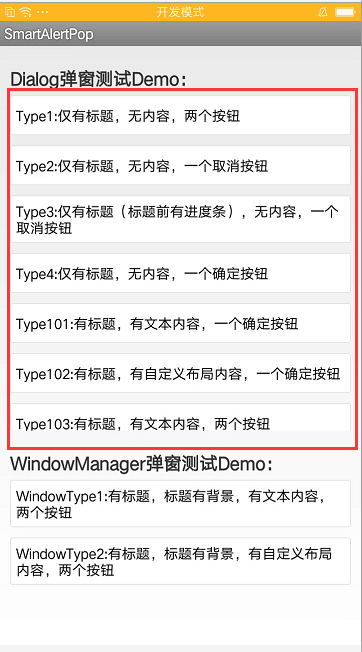 开发模式
SmartAlertPop
Dialog弹窗测试Demo：
Type1:仅有标题，无内容，两个按钮
Type2:仅有标题，无内容，一个取消按钮
Type3:仅有标题（标题前有进度条），无内容，一个
取消按钮
Type4:仅有标题，无内容，一个确定按钮
Type101:有标题，有文本内容，一个确定按钮
Type102:有标题，有自定义布局内容，一个确定按钮
Type103:有标题，有文本内容，两个按钮
WindowManager弹窗测试Demo：
WindowType1:有标题，标题有背景，有文本内容，
两个按钮
WindowType2:有标题，标题有背景，有自定义布局
内容，两个按钮